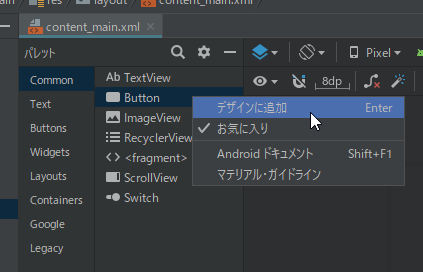 main
res
layout
content_main.xml
content_main.xml
パレット
Pixel
8dp
Common
Text
Buttons
Widgets
Layouts
Containers
Google
Legacy
Ab TextView
Button
ImageView
RecyclerView
<> <fragment>
ScrollView
Switch
デザインに追加 Enter
お気に入り
Android ドキュメント Shift+F1
マテリアル・ガイドライン